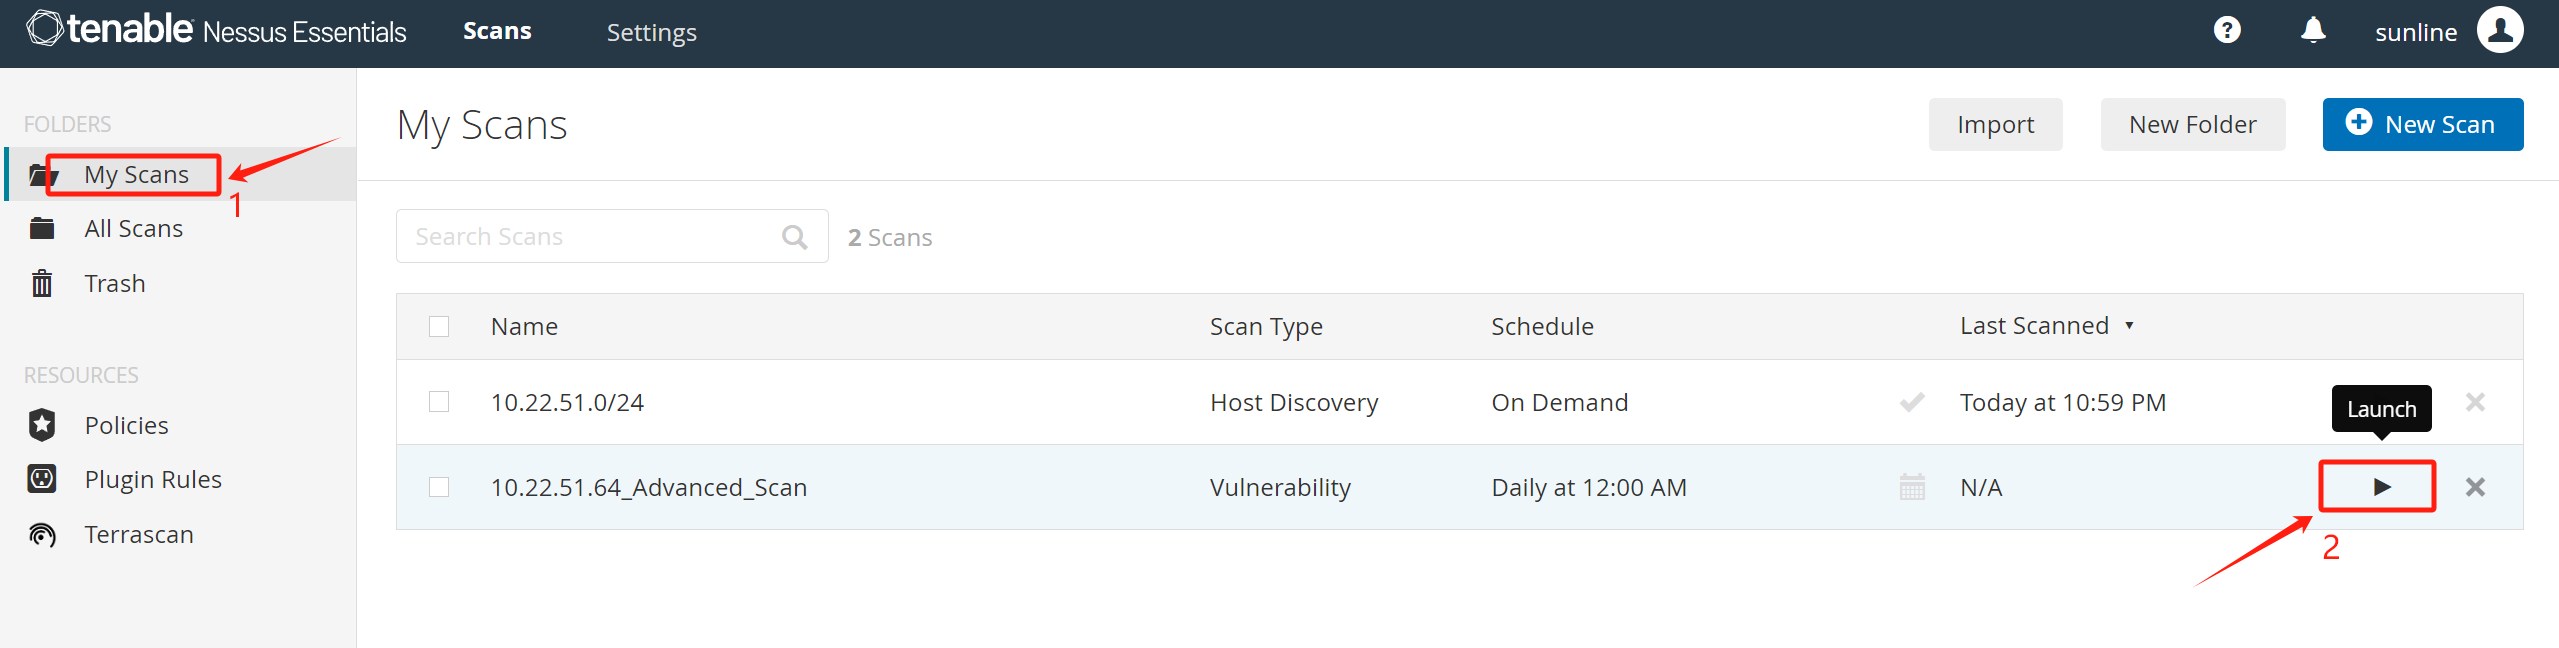 tenable Nessus Essentials Scans Settings ? sunline
FOLDERS
My Scans
1
All Scans
Trash
RESOURCES
Policies
Plugin Rules
Terrascan
My Scans
Import New Folder New Scan
Search Scans 2 Scans
Name Scan Type Schedule Last Scanned
10.22.51.0/24 Host Discovery On Demand Today at 10:59 PM
Launch
10.22.51.64_Advanced_Scan Vulnerability Daily at 12:00 AM N/A
2